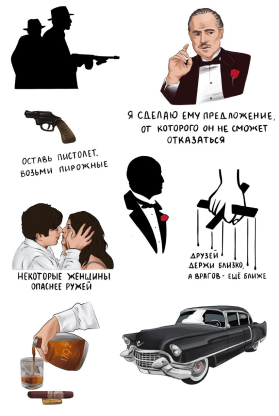 Я СДЕЛАЮ ЕМУ ПРЕДЛОЖЕНИЕ,
ОТ КОТОРОГО ОН НЕ СМОЖЕТ
ОТКАЗАТЬСЯ
ОСТАВЬ ПИСТОЛЕТ,
ВОЗЬМИ ПИРОЖНЫЕ
ДРУЗЕЙ
ДЕРЖИ БЛИЗКО,
А ВРАГОВ - ЕЩЁ БЛИЖЕ
НЕКОТОРЫЕ ЖЕНЩИНЫ
ОПАСНЕЕ РУЖЕЙ